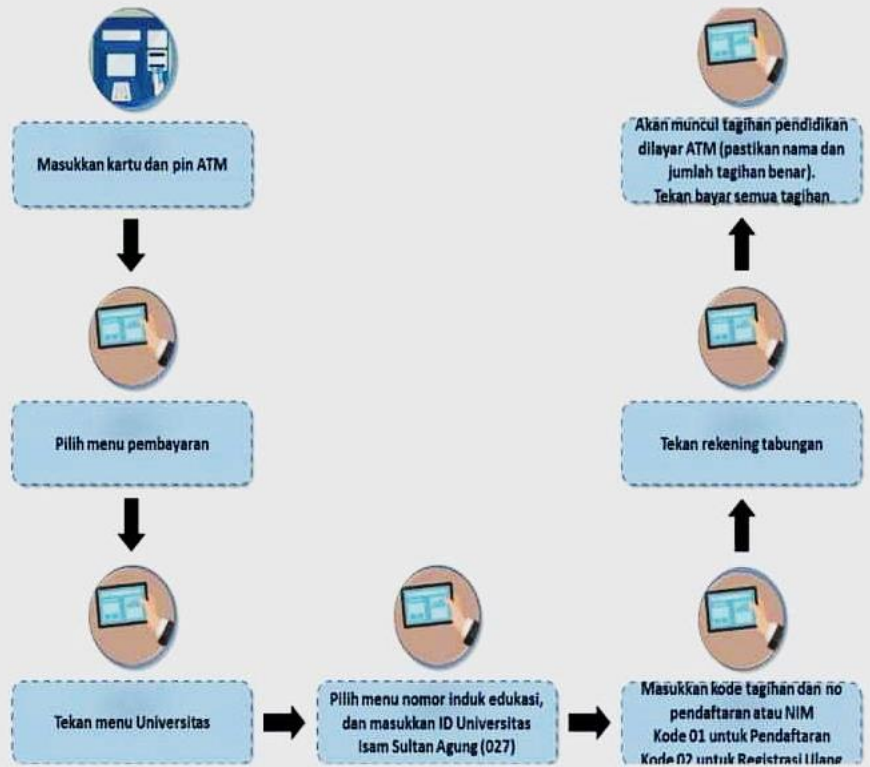 Masukkan kartu dan pin ATM
Pilih menu pembayaran
Tekan menu Universitas
Pilih menu nomor induk edukasi,
dan masukkan ID Universitas
Isam Sultan Agung (027)
Masukkan kode tagihan dan no
pendaftaran atau NIM
Kode 01 untuk Pendaftaran
Kode 02 untuk Registrasi Ulang
Tekan rekening tabungan
Akan muncul tagihan pendidikan
dilayar ATM (pastikan nama dan
jumlah tagihan benar).
Tekan bayar semua tagihan